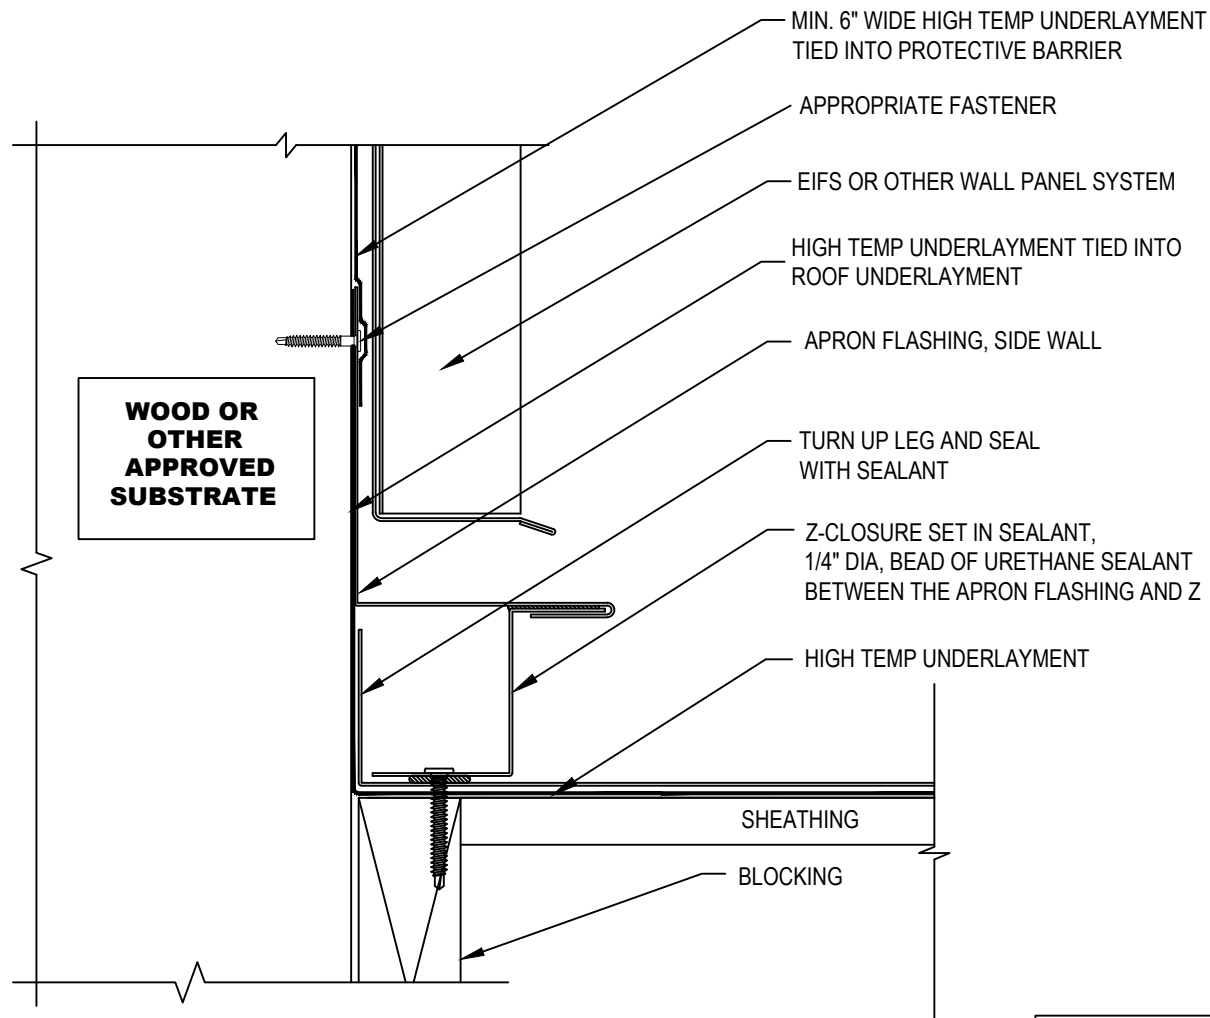 MIN. 6" WIDE HIGH TEMP UNDERLAYMENT
TIED INTO PROTECTIVE BARRIER
APPROPRIATE FASTENER
EIFS OR OTHER WALL PANEL SYSTEM
HIGH TEMP UNDERLAYMENT TIED INTO
ROOF UNDERLAYMENT
APRON FLASHING, SIDE WALL
WOOD OR
OTHER
APPROVED
SUBSTRATE
TURN UP LEG AND SEAL
WITH SEALANT
Z-CLOSURE SET IN SEALANT,
1/4" DIA, BEAD OF URETHANE SEALANT
BETWEEN THE APRON FLASHING AND Z
HIGH TEMP UNDERLAYMENT
SHEATHING
BLOCKING